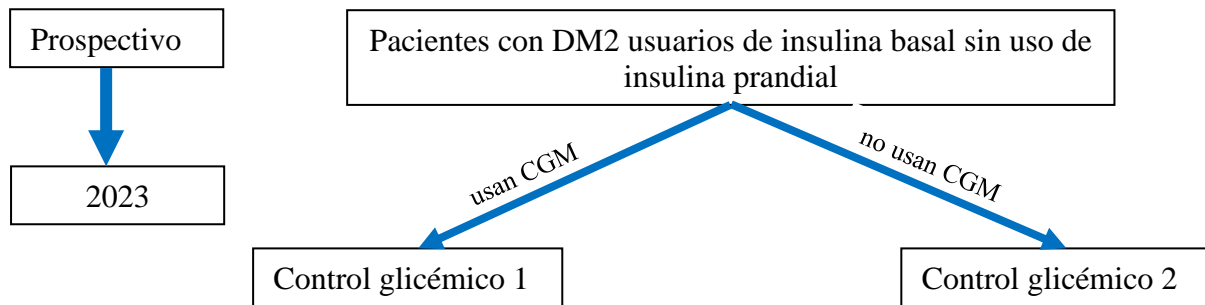 Prospectivo
2023
Pacientes con DM2 usuarios de insulina basal sin uso de
insulina prandial
usan CGM
no usan CGM
Control glicémico 1
Control glicémico 2